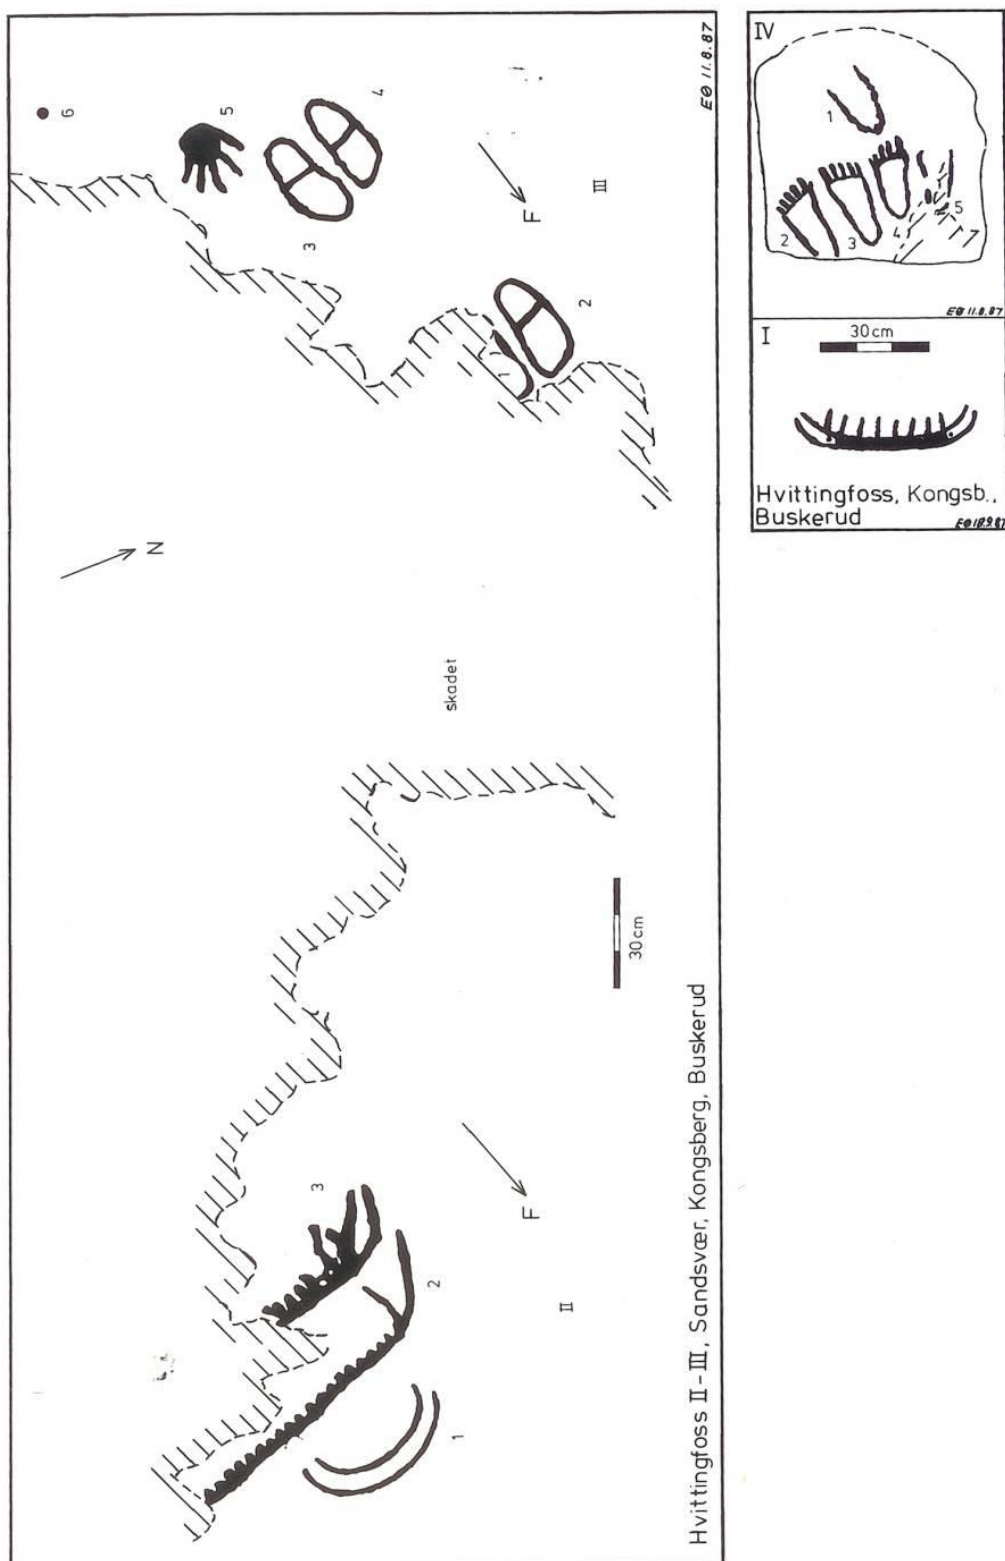 EØ 11.8.87
6
5
4
3
F
III
2
N
skadet
30 cm
3
F
2
II
1
Hvittingfoss II-III, Sandsvær, Kongsberg, Buskerud
IV
1
2
3
4
5
EØ 11.8.87
I
30 cm
Hvittingfoss, Kongsb.,
Buskerud